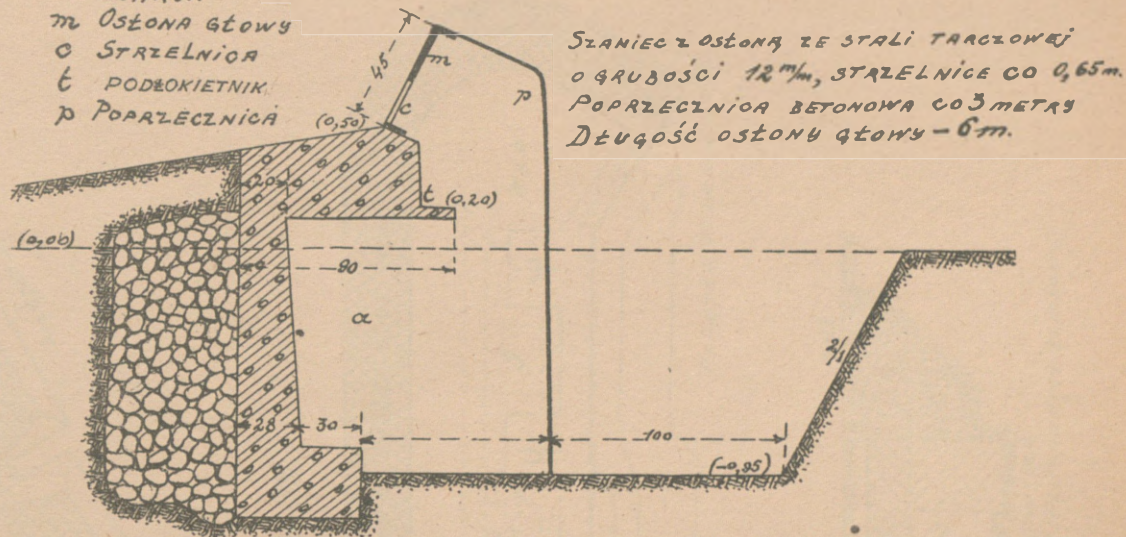 m OSŁONA GŁOWY
c STRZELNICA
t PODŁOKIETNIK
p POPRZECZNICA
SZANIEC Z OSŁONĄ ZE STALI TARCZOWEJ
O GRUBOŚCI 12 m/m, STRZELNICE CO 0,65 m.
POPRZECZNICA BETONOWA CO 3 METRY
DŁUGOŚĆ OSŁONY GŁOWY – 6 m.
45
m
c
p
(0,50)
20
t (0,20)
(0,00)
90
a
2/1
28
30
100
(-0,95)